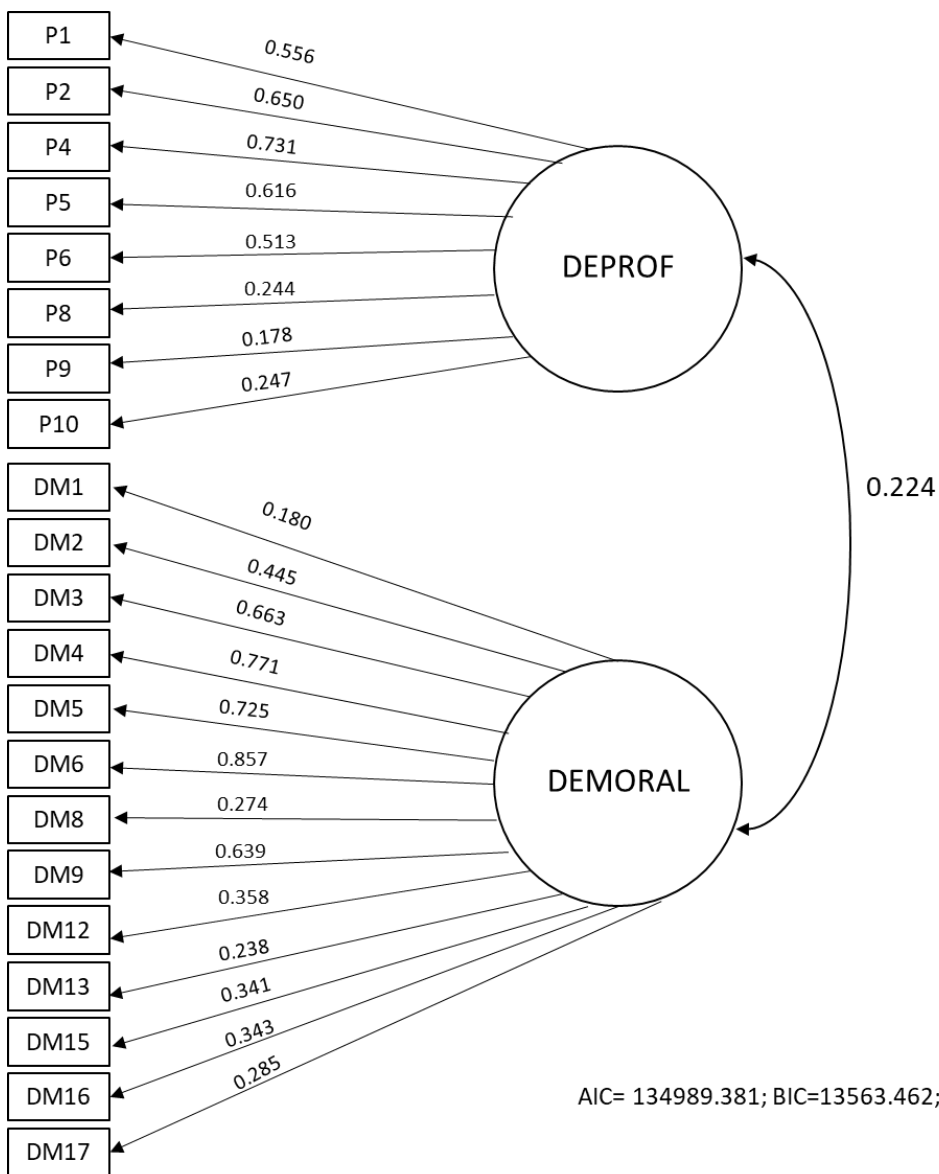 P1
0.556
P2
0.650
P4
0.731
P5
0.616
P6
0.513
P8
0.244
P9
0.178
P10
0.247
DEPROF
0.224
DM1
0.180
DM2
0.445
DM3
0.663
DM4
0.771
DM5
0.725
DM6
0.857
DM8
0.274
DM9
0.639
DM12
0.358
DM13
0.238
DM15
0.341
DM16
0.343
DM17
0.285
DEMORAL
AIC= 134989.381; BIC=13563.462;